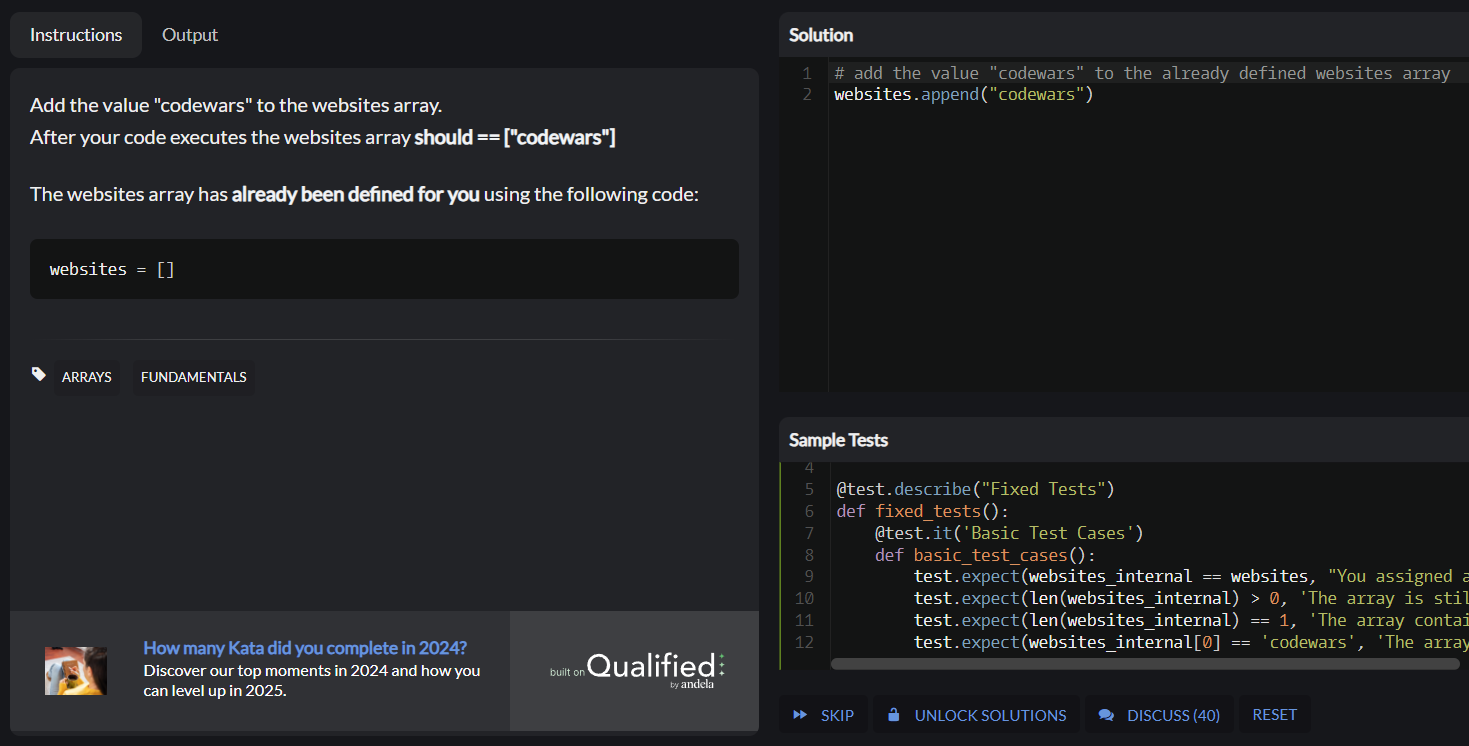 Instructions
Output
Add the value "codewars" to the websites array.
After your code executes the websites array should == ["codewars"]
The websites array has already been defined for you using the following code:
websites = []
ARRAYS
FUNDAMENTALS
How many Kata did you complete in 2024?
Discover our top moments in 2024 and how you
can level up in 2025.
built on Qualified
by andela
Solution
1 # add the value "codewars" to the already defined websites array
2 websites.append("codewars")
Sample Tests
4
5 @test.describe("Fixed Tests")
6 def fixed_tests():
7     @test.it('Basic Test Cases')
8     def basic_test_cases():
9         test.expect(websites_internal == websites, "You assigned a
10         test.expect(len(websites_internal) > 0, 'The array is stil
11         test.expect(len(websites_internal) == 1, 'The array contai
12         test.expect(websites_internal[0] == 'codewars', 'The array
SKIP
UNLOCK SOLUTIONS
DISCUSS (40)
RESET